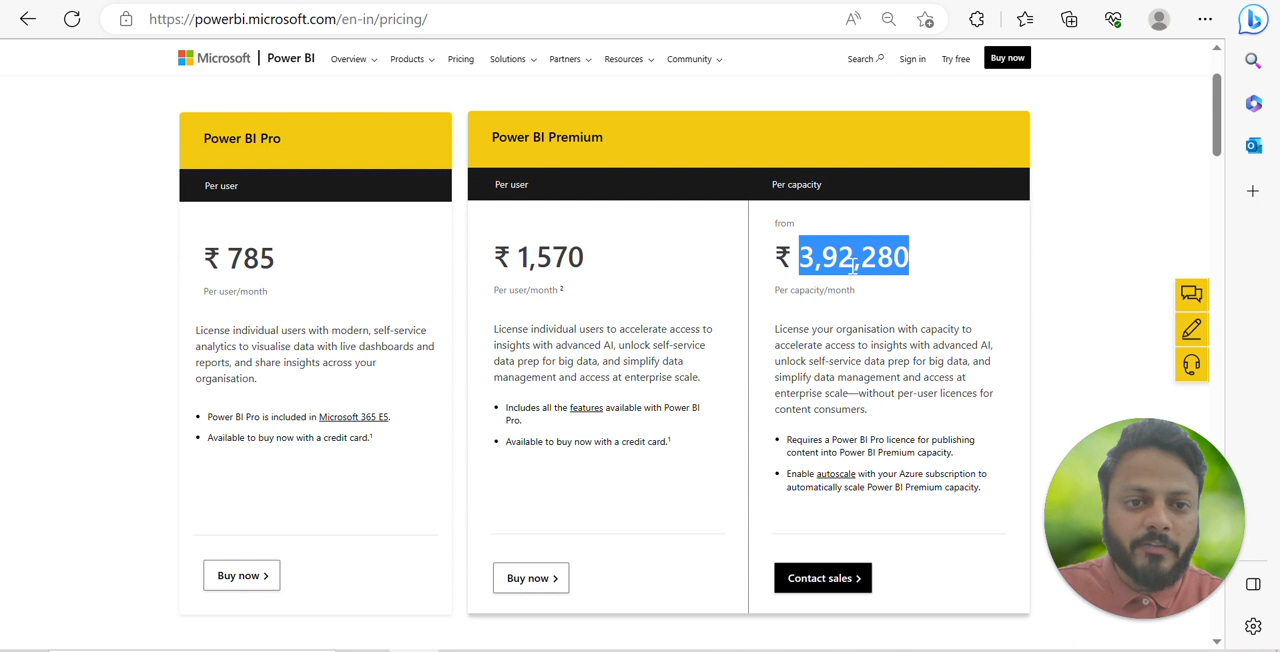 https://powerbi.microsoft.com/en-in/pricing/
Microsoft | Power BI Overview Products Pricing Solutions Partners Resources Community Search Sign in Try free Buy now
Power BI Pro
Per user
₹ 785
Per user/month
License individual users with modern, self-service
analytics to visualise data with live dashboards and
reports, and share insights across your
organisation.
• Power BI Pro is included in Microsoft 365 E5.
• Available to buy now with a credit card.1
Buy now >
Power BI Premium
Per user
₹ 1,570
Per user/month 2
License individual users to accelerate access to
insights with advanced AI, unlock self-service
data prep for big data, and simplify data
management and access at enterprise scale.
• Includes all the features available with Power BI
Pro.
• Available to buy now with a credit card.1
Buy now >
Per capacity
from
₹ 3,92,280
Per capacity/month
License your organisation with capacity to
accelerate access to insights with advanced AI,
unlock self-service data prep for big data, and
simplify data management and access at
enterprise scale—without per-user licences for
content consumers.
• Requires a Power BI Pro licence for publishing
content into Power BI Premium capacity.
• Enable autoscale with your Azure subscription to
automatically scale Power BI Premium capacity.
Contact sales >